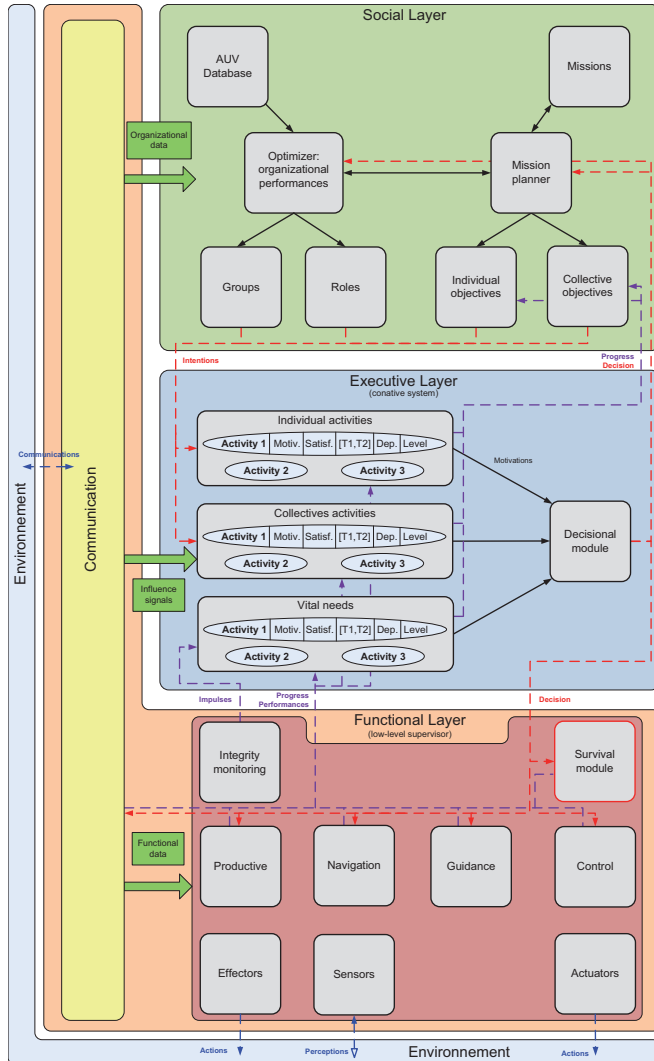 Social Layer
AUV
Database
Missions
Organizational
data
Optimizer:
organizational
performances
Mission
planner
Groups
Roles
Individual
objectives
Collective
objectives
Intentions
Progress
Decision
Executive Layer
(conative system)
Individual activities
Activity 1 Motiv. Satisf. [T1,T2] Dep. Level
Activity 2 Activity 3
Motivations
Communications
Environnement
Communication
Collectives activities
Activity 1 Motiv. Satisf. [T1,T2] Dep. Level
Activity 2 Activity 3
Decisional
module
Influence
signals
Vital needs
Activity 1 Motiv. Satisf. [T1,T2] Dep. Level
Activity 2 Activity 3
Impulses
Progress
Performances
Decision
Functional Layer
(low-level supervisor)
Integrity
monitoring
Survival
module
Functional
data
Productive
Navigation
Guidance
Control
Effectors
Sensors
Actuators
Actions
Perceptions
Actions
Environnement